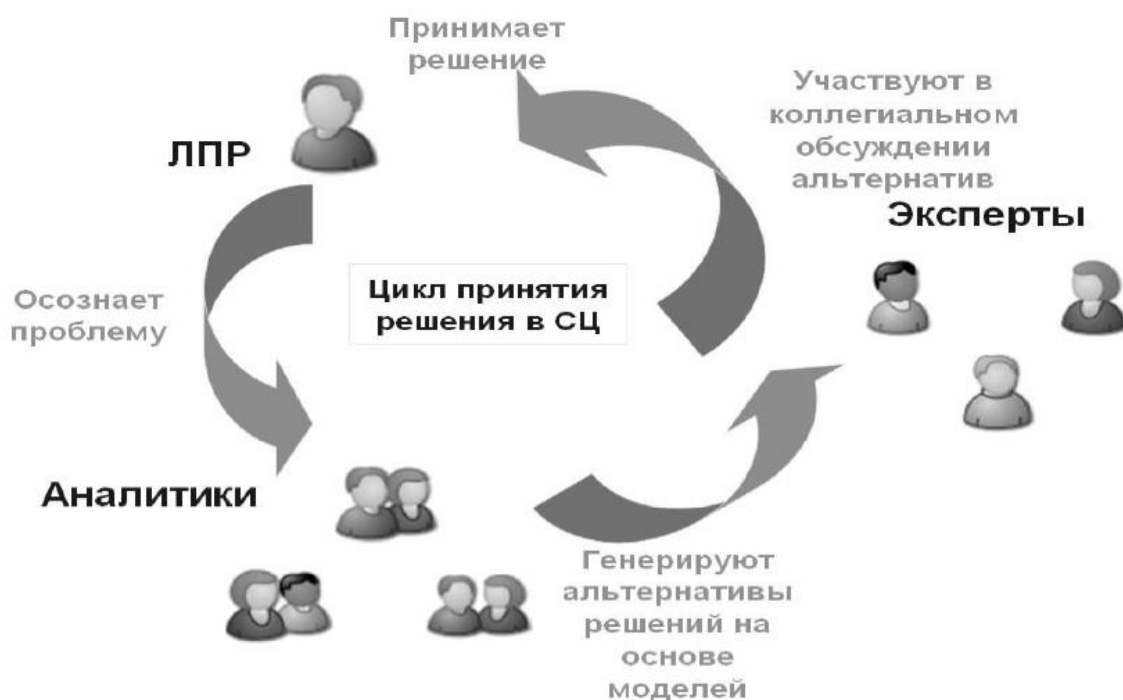 Принимает
решение
ЛПР
Участвуют в
коллегиальном
обсуждении
альтернатив
Эксперты
Цикл принятия
решения в СЦ
Осознает
проблему
Аналитики
Генерируют
альтернативы
решений на
основе
моделей